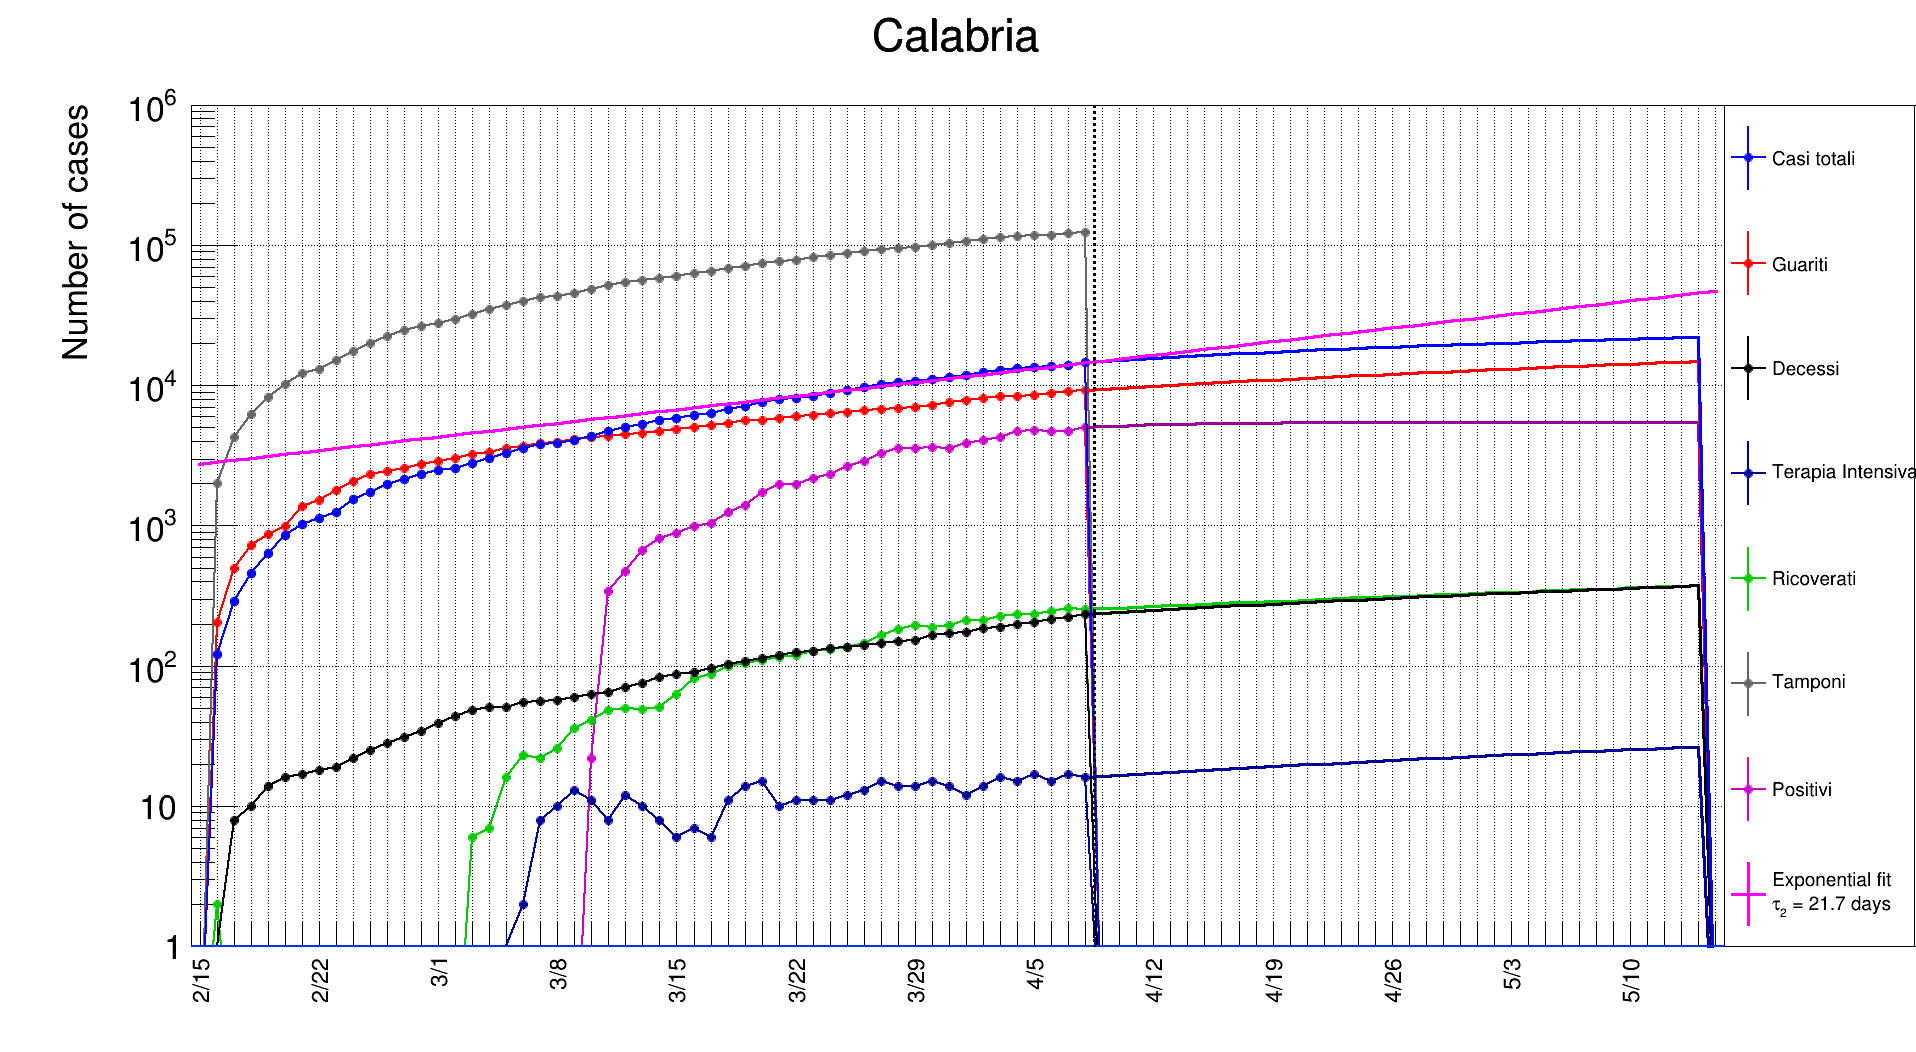 Calabria
Number of cases
10^6
10^5
10^4
10^3
10^2
10
1
2/15
2/22
3/1
3/8
3/15
3/22
3/29
4/5
4/12
4/19
4/26
5/3
5/10
Casi totali
Guariti
Decessi
Terapia Intensiva
Ricoverati
Tamponi
Positivi
Exponential fit
τ₂ = 21.7 days